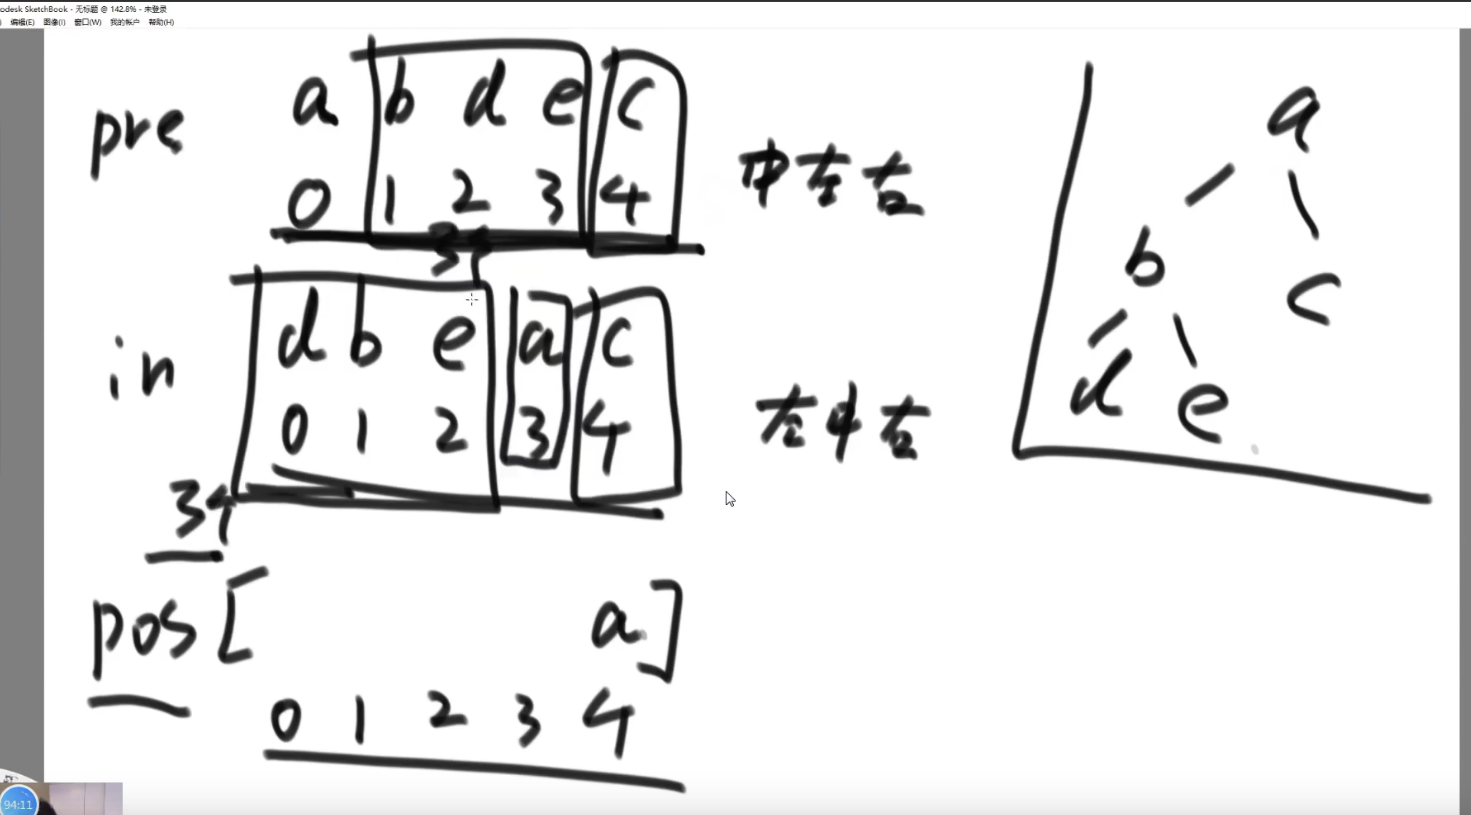 odesk SketchBook - 无标题 @ 142.8% - 未登录
编辑(E) 图像(I) 窗口(W) 我的帐户 帮助(H)
pre a b d e c 中左右
0 1 2 3 4
in d b e a c 左中右
0 1 2 3 4
34
pos [ a ]
0 1 2 3 4
a
b c
d e
94:11